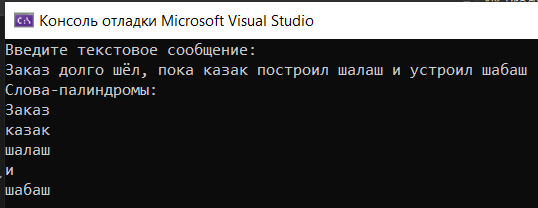 Консоль отладки Microsoft Visual Studio
Введите текстовое сообщение:
Заказ долго шёл, пока казак построил шалаш и устроил шабаш
Слова-палиндромы:
Заказ
казак
шалаш
и
шабаш